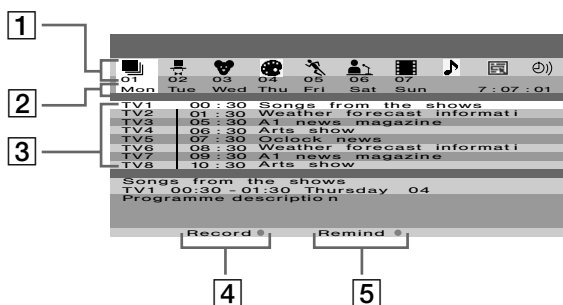 1
01 02 03 04 05 06 07
2
Mon Tue Wed Thu Fri Sat Sun 7 : 07 : 01
3
TV1 00 : 30 Songs from the shows
TV2 01 : 30 Weather forecast informati
TV3 05 : 30 A1 news magazine
TV4 06 : 30 Arts show
TV5 07 : 30 Oclock news
TV6 08 : 30 Weather forecast informati
TV7 09 : 30 A1 news magazine
TV8 10 : 30 Arts show
Songs from the shows
TV1 00:30 - 01:30 Thursday 04
Programme description
Record Remind
4 5